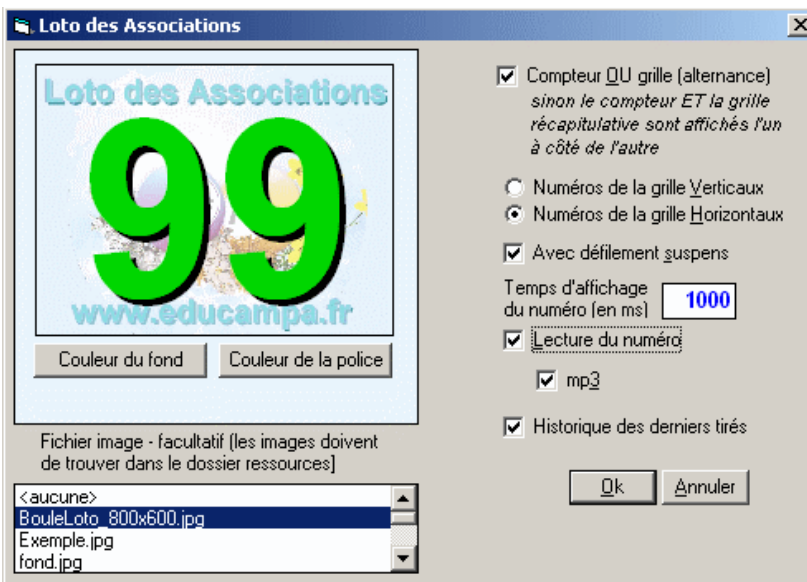 Loto des Associations
Loto des Associations
99
www.educampa.fr
Couleur du fond
Couleur de la police
Fichier image - facultatif (les images doivent
de trouver dans le dossier ressources]
<aucune>
BouleLoto_800x600.jpg
Exemple.jpg
fond.jpg
Compteur OU grille (alternance)
sinon le compteur ET la grille
récapitulative sont affichés l'un
à côté de l'autre
Numéros de la grille Verticaux
Numéros de la grille Horizontaux
Avec défilement suspens
Temps d'affichage
du numéro (en ms)
1000
Lecture du numéro
mp3
Historique des derniers tirés
Ok
Annuler